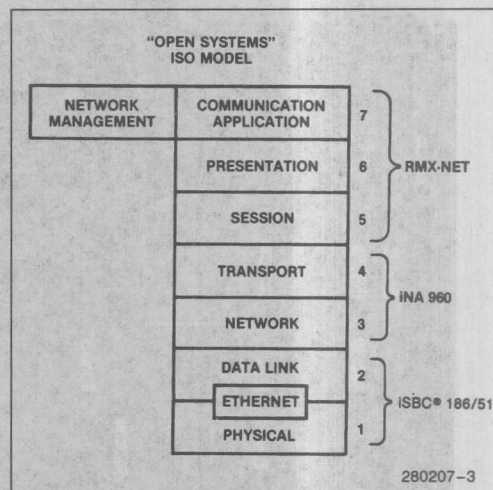 "OPEN SYSTEMS"
ISO MODEL
NETWORK
MANAGEMENT
COMMUNICATION
APPLICATION
7
PRESENTATION
6
RMX-NET
SESSION
5
TRANSPORT
4
iNA 960
NETWORK
3
DATA LINK
2
ETHERNET
iSBC® 186/51
PHYSICAL
1
280207-3